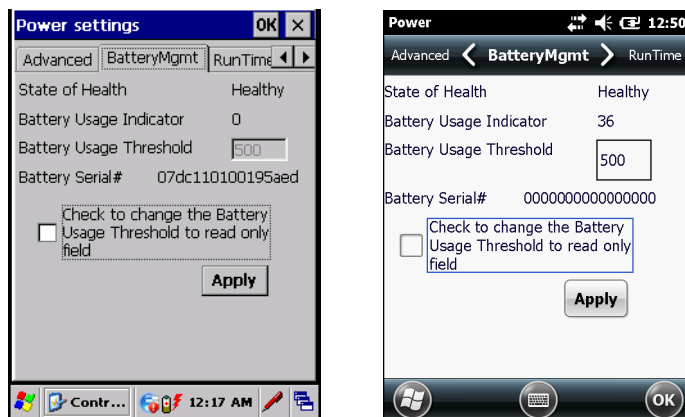 Power settings OK
Advanced BatteryMgmt RunTime
State of Health Healthy
Battery Usage Indicator 0
Battery Usage Threshold 500
Battery Serial# 07dc110100195aed
Check to change the Battery
Usage Threshold to read only
field
Apply
Contr... 12:17 AM
Power 12:50
Advanced BatteryMgmt RunTime
State of Health Healthy
Battery Usage Indicator 36
Battery Usage Threshold
500
Battery Serial# 0000000000000000
Check to change the Battery
Usage Threshold to read only
field
Apply
OK